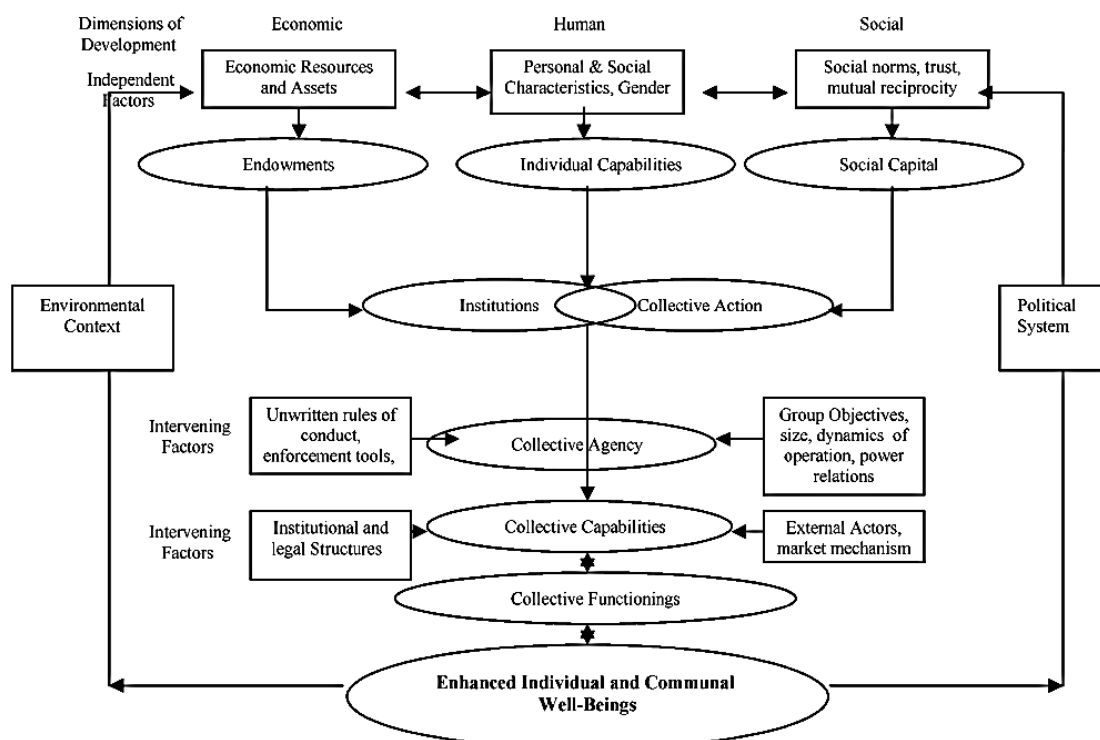 Dimensions of
Development
Economic
Human
Social
Independent
Factors
Economic Resources
and Assets
Personal & Social
Characteristics, Gender
Social norms, trust,
mutual reciprocity
Endowments
Individual Capabilities
Social Capital
Environmental
Context
Institutions
Collective Action
Political
System
Intervening
Factors
Unwritten rules of
conduct,
enforcement tools,
Collective Agency
Group Objectives,
size, dynamics of
operation, power
relations
Intervening
Factors
Institutional and
legal Structures
Collective Capabilities
External Actors,
market mechanism
Collective Functionings
Enhanced Individual and Communal
Well-Beings